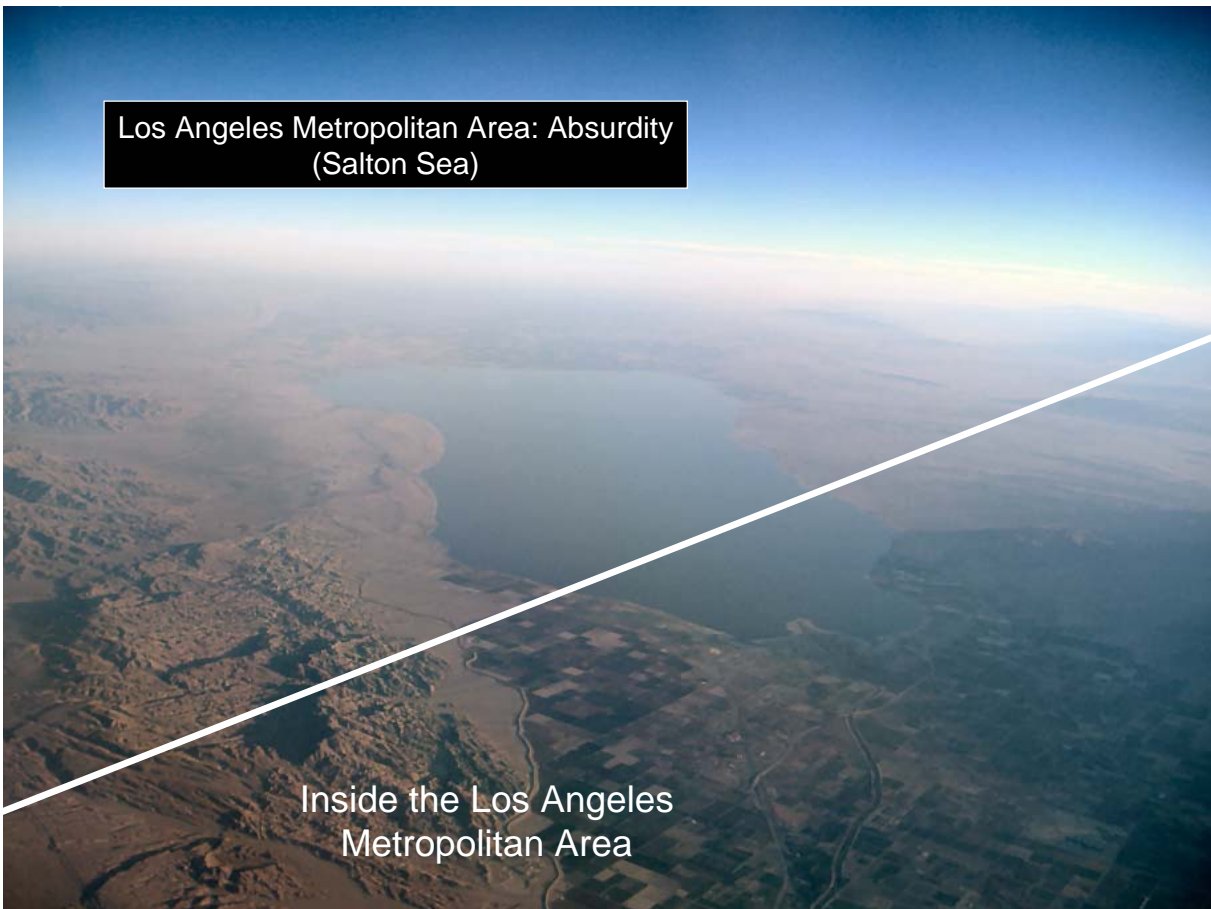 Los Angeles Metropolitan Area: Absurdity
(Salton Sea)
Inside the Los Angeles
Metropolitan Area